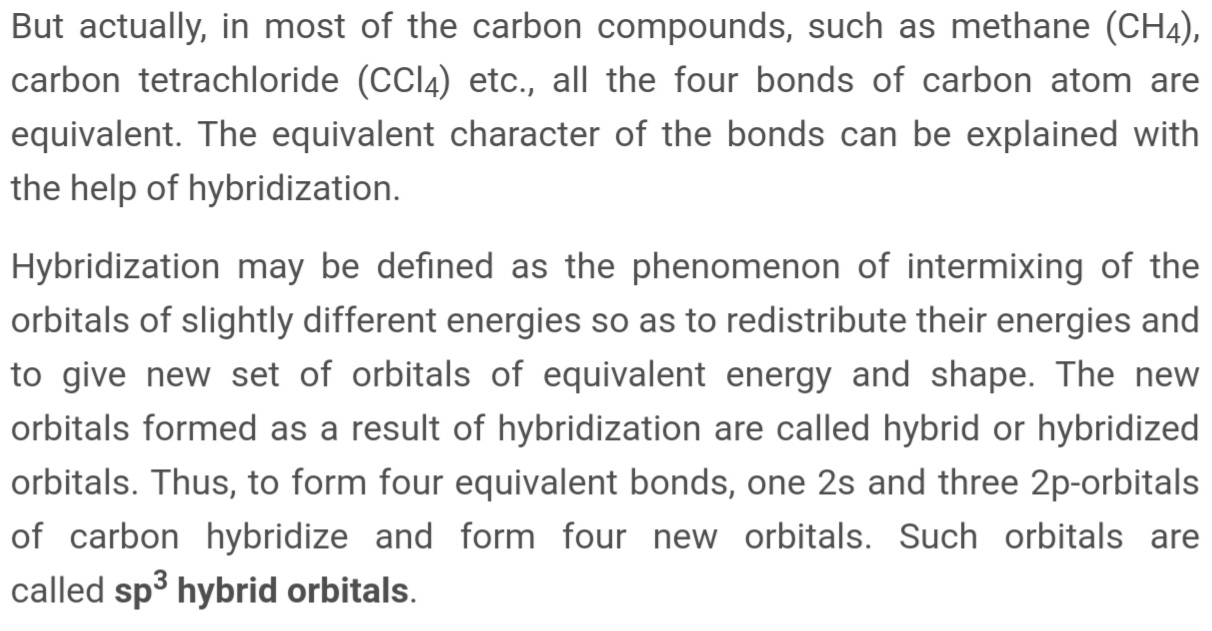 But actually, in most of the carbon compounds, such as methane (CH4),
carbon tetrachloride (CCl4) etc., all the four bonds of carbon atom are
equivalent. The equivalent character of the bonds can be explained with
the help of hybridization.
Hybridization may be defined as the phenomenon of intermixing of the
orbitals of slightly different energies so as to redistribute their energies and
to give new set of orbitals of equivalent energy and shape. The new
orbitals formed as a result of hybridization are called hybrid or hybridized
orbitals. Thus, to form four equivalent bonds, one 2s and three 2p-orbitals
of carbon hybridize and form four new orbitals. Such orbitals are
called sp³ hybrid orbitals.